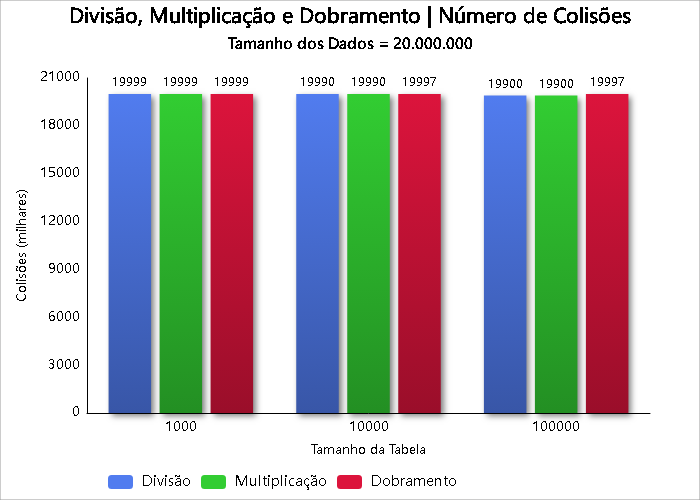 Divisão, Multiplicação e Dobramento | Número de Colisões
Tamanho dos Dados = 20.000.000
21000
18000
15000
12000
9000
6000
3000
0
Colisões (milhares)
19999 19999 19999 19990 19990 19997 19900 19900 19997
1000 10000 100000
Tamanho da Tabela
Divisão Multiplicação Dobramento